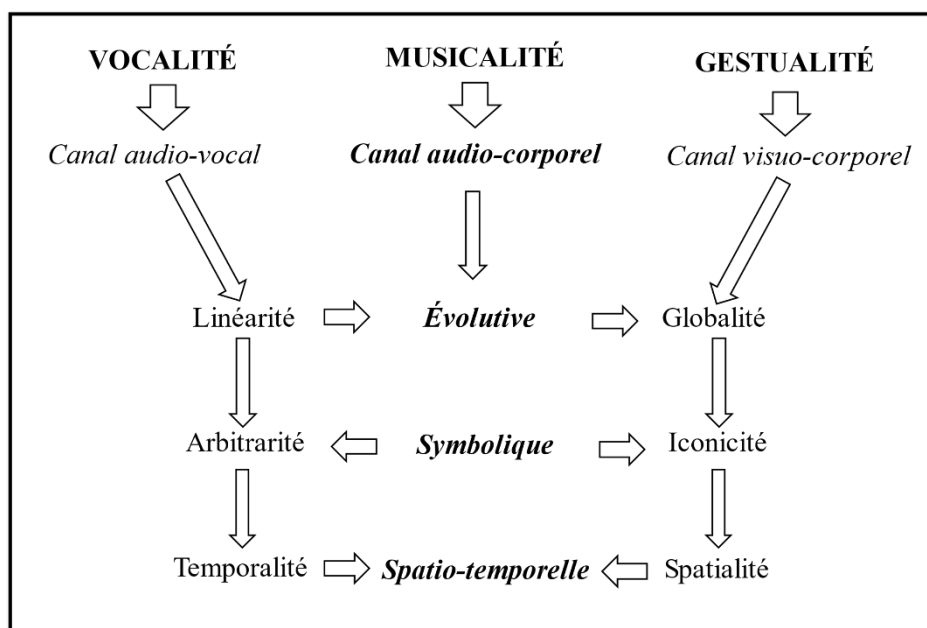 VOCALITÉ MUSICALITÉ GESTUALITÉ
Canal audio-vocal Canal audio-corporel Canal visuo-corporel
Linéarité Évolutive Globalité
Arbitrarité Symbolique Iconicité
Temporalité Spatio-temporelle Spatialité